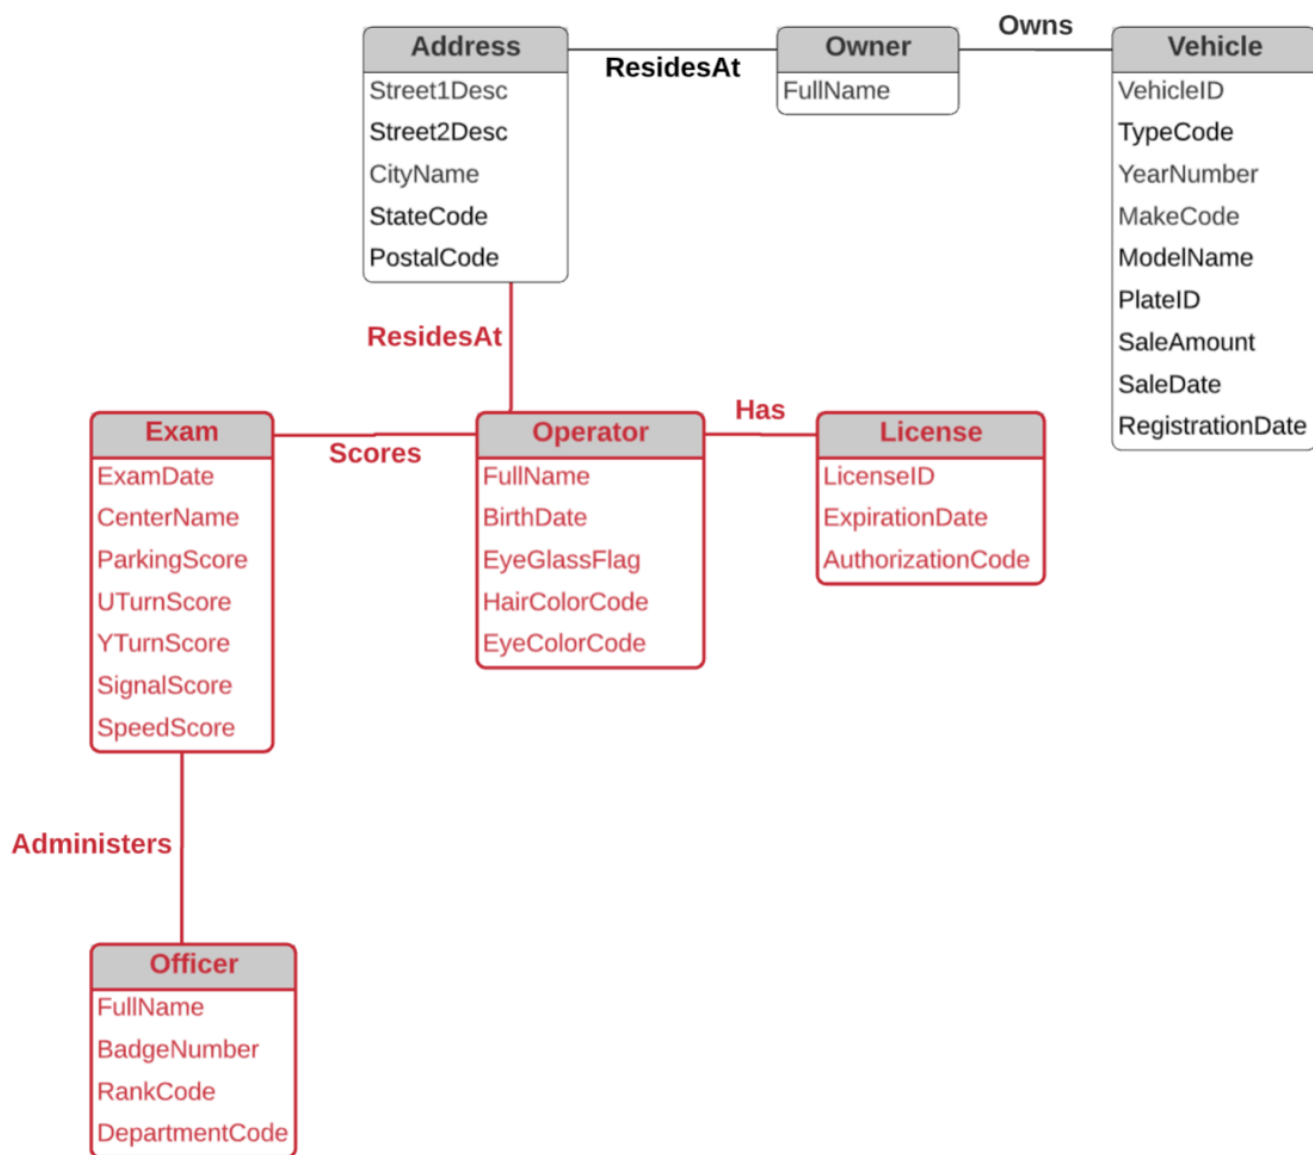 Address
Street1Desc
Street2Desc
CityName
StateCode
PostalCode
ResidesAt
Owner
FullName
Owns
Vehicle
VehicleID
TypeCode
YearNumber
MakeCode
ModelName
PlateID
SaleAmount
SaleDate
RegistrationDate
ResidesAt
Exam
ExamDate
CenterName
ParkingScore
UTurnScore
YTurnScore
SignalScore
SpeedScore
Scores
Operator
FullName
BirthDate
EyeGlassFlag
HairColorCode
EyeColorCode
Has
License
LicenseID
ExpirationDate
AuthorizationCode
Administers
Officer
FullName
BadgeNumber
RankCode
DepartmentCode